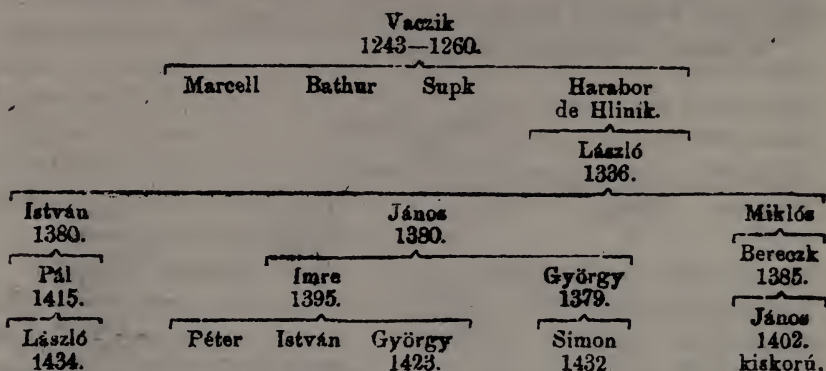 Vaczik
1243—1260.
Marcell Bathur Supk Harabor
de Hlinik.
László
1336.
István János Miklós
1380. 1380.
Bereczk
Pál Imre György 1385.
1415. 1395. 1379.
János
László Péter István György Simon 1402.
1434. 1423. 1432 kiskorú.